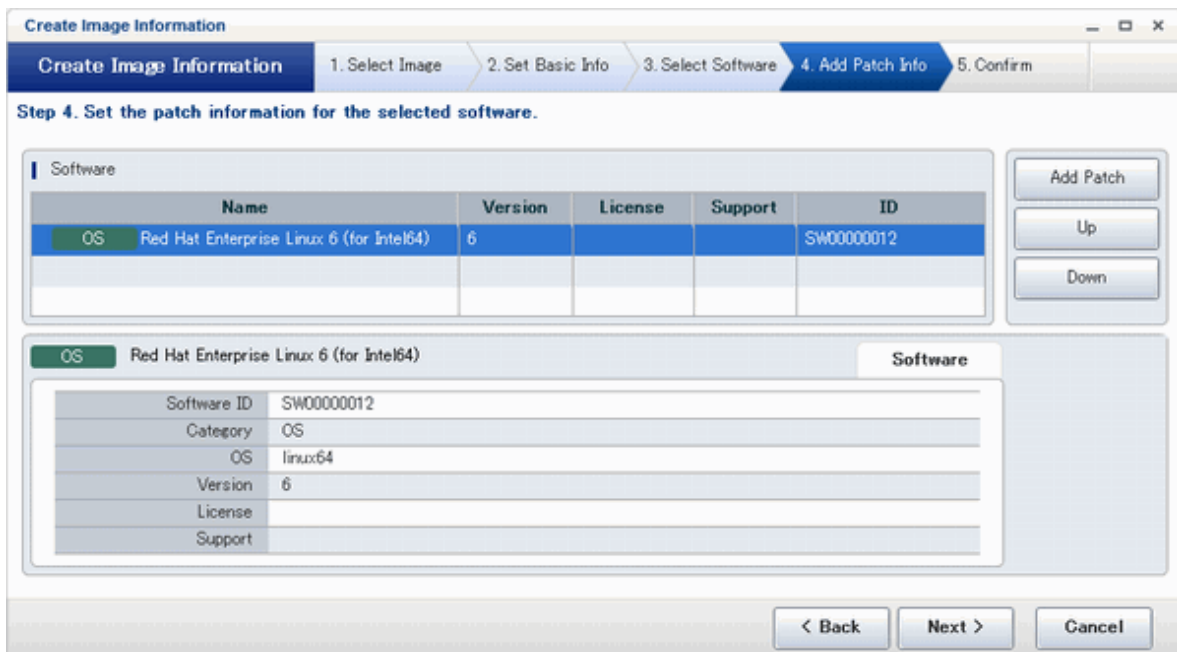 Create Image Information
Create Image Information 1. Select Image 2. Set Basic Info 3. Select Software 4. Add Patch Info 5. Confirm
Step 4. Set the patch information for the selected software.
Software
Name Version License Support ID
OS Red Hat Enterprise Linux 6 (for Intel64) 6 SW00000012
Add Patch
Up
Down
OS Red Hat Enterprise Linux 6 (for Intel64) Software
Software ID SW00000012
Category OS
OS linux64
Version 6
License
Support
< Back Next > Cancel